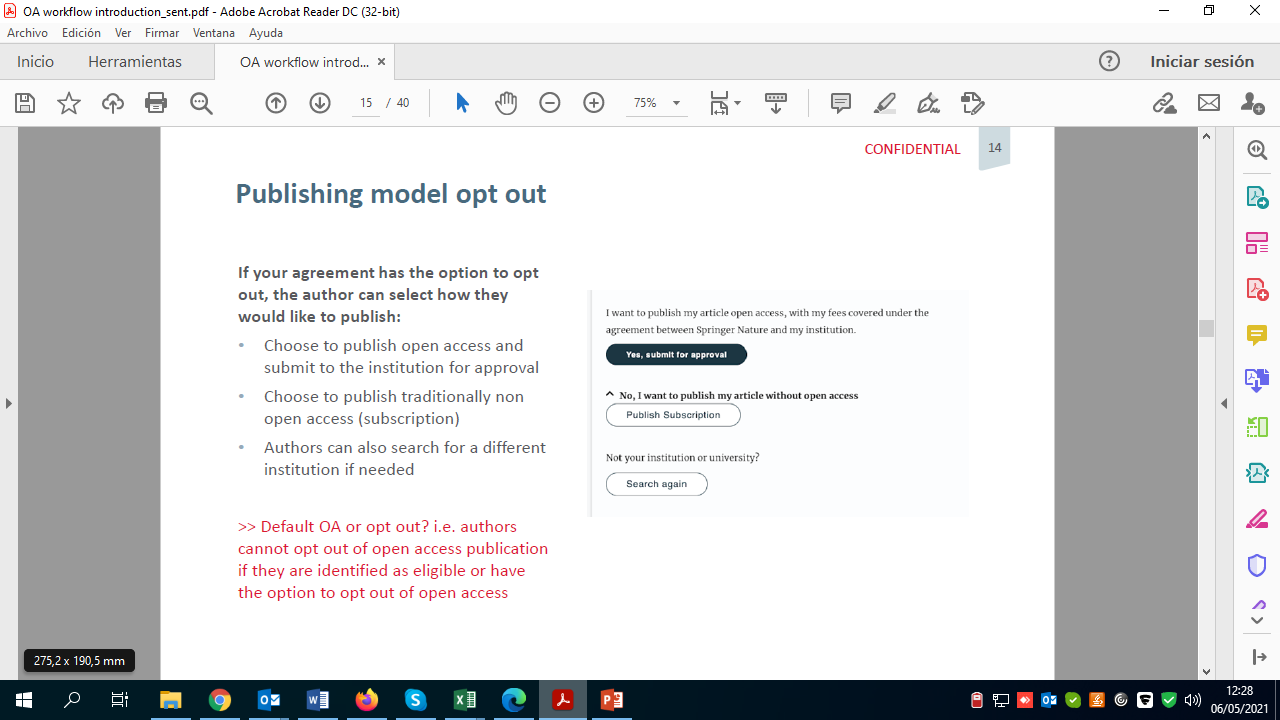 OA workflow introduction_sent.pdf - Adobe Acrobat Reader DC (32-bit)
Archivo Edición Ver Firmar Ventana Ayuda
Inicio Herramientas OA workflow introd... × ? Iniciar sesión
15 / 40 75%
CONFIDENTIAL 14
Publishing model opt out
If your agreement has the option to opt
out, the author can select how they
would like to publish:
• Choose to publish open access and
submit to the institution for approval
• Choose to publish traditionally non
open access (subscription)
• Authors can also search for a different
institution if needed
>> Default OA or opt out? i.e. authors
cannot opt out of open access publication
if they are identified as eligible or have
the option to opt out of open access
I want to publish my article open access, with my fees covered under the
agreement between Springer Nature and my institution.
Yes, submit for approval
No, I want to publish my article without open access
Publish Subscription
Not your institution or university?
Search again
275,2 x 190,5 mm
12:28
06/05/2021